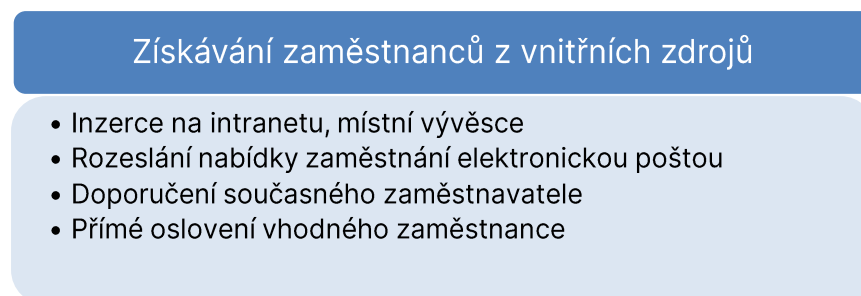 Získávání zaměstnanců z vnitřních zdrojů
• Inzerce na intranetu, místní vývěsce
• Rozeslání nabídky zaměstnání elektronickou poštou
• Doporučení současného zaměstnavatele
• Přímé oslovení vhodného zaměstnance